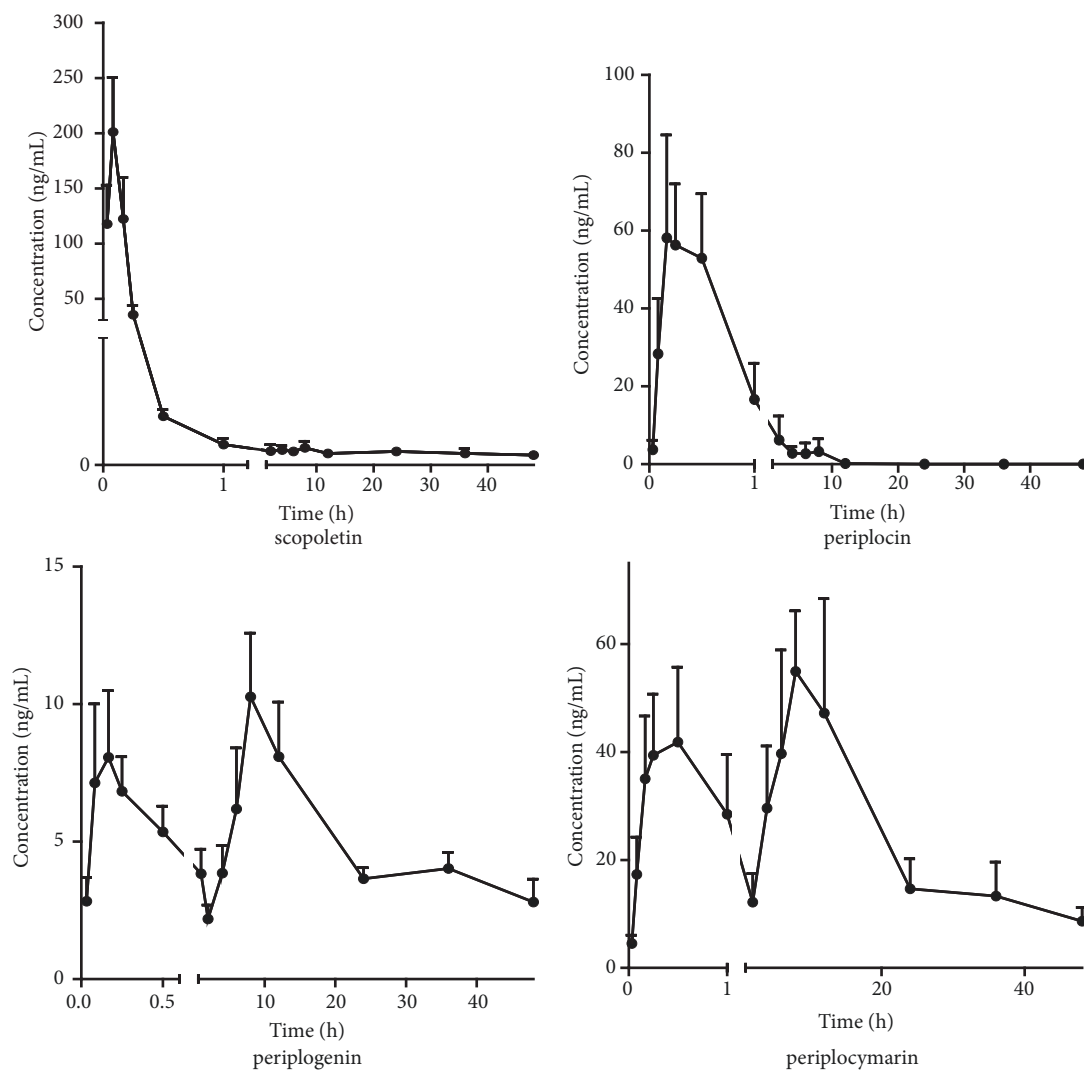 300
250
200
150
100
50
0
Concentration (ng/mL)
0 1 10 20 30 40
Time (h)
scopoletin
100
80
60
40
20
0
Concentration (ng/mL)
0 1 10 20 30 40
Time (h)
periplocin
15
10
5
0
Concentration (ng/mL)
0.0 0.5 10 20 30 40
Time (h)
periplogenin
60
40
20
0
Concentration (ng/mL)
0 1 20 40
Time (h)
periplocymarin